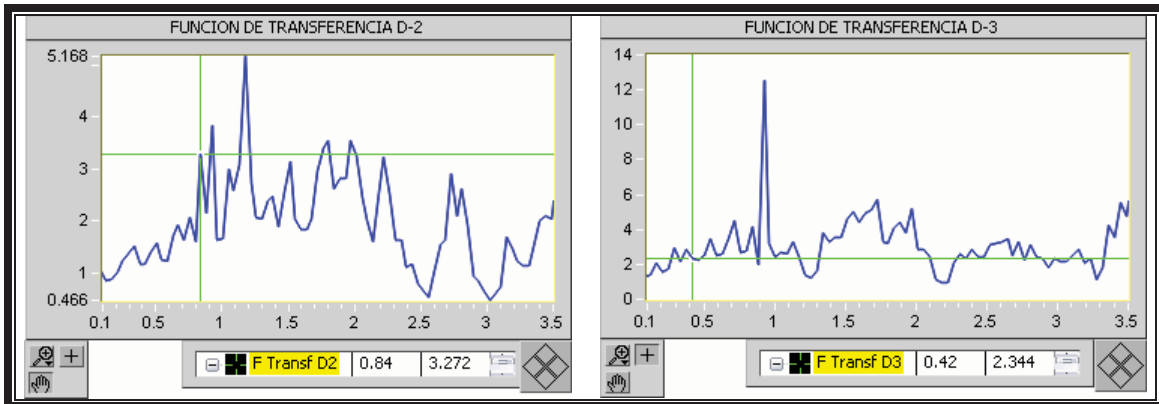 FUNCION DE TRANSFERENCIA D-2
5.168
4
3
2
1
0.466
0.1 0.5 1 1.5 2 2.5 3 3.5
F Transf D2 0.84 3.272
FUNCION DE TRANSFERENCIA D-3
14
12
10
8
6
4
2
0
0.1 0.5 1 1.5 2 2.5 3 3.5
F Transf D3 0.42 2.344